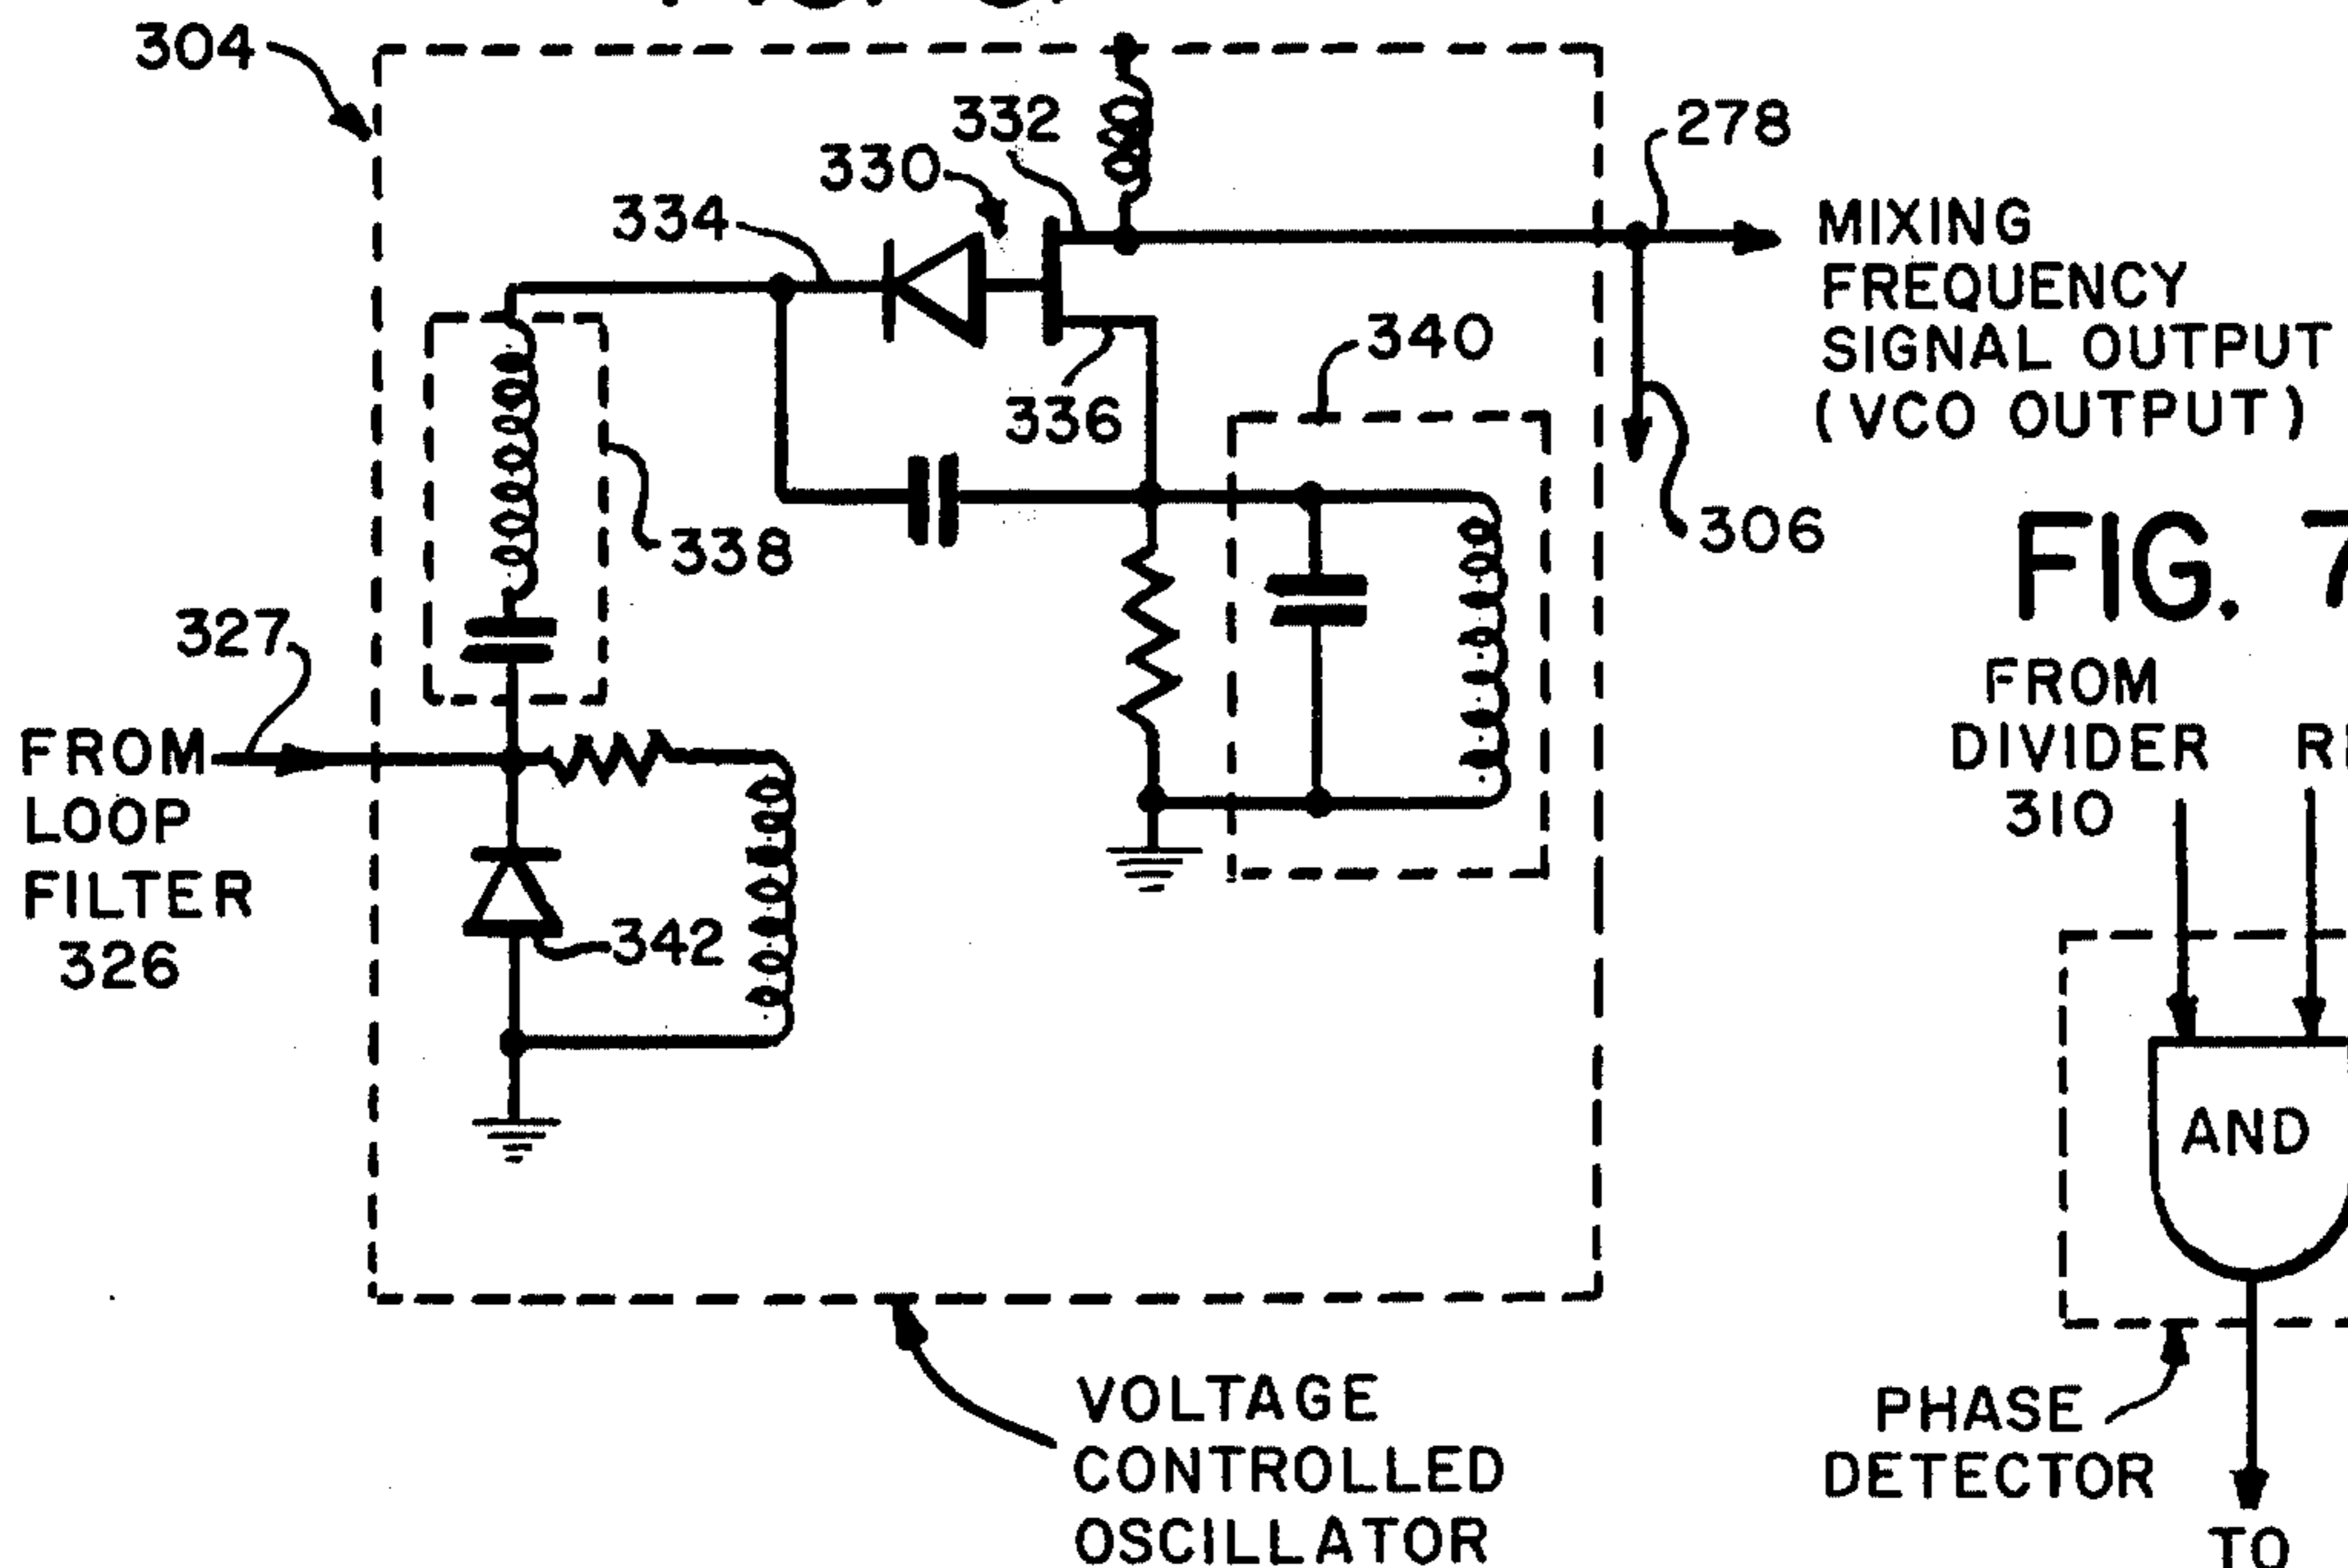 304
332
278
330
334
MIXING
FREQUENCY
SIGNAL OUTPUT
(VCO OUTPUT)
340
336
338
306
FIG. 7
327
FROM
LOOP
FILTER
326
342
FROM
DIVIDER
310
AND
PHASE
DETECTOR
TO
VOLTAGE
CONTROLLED
OSCILLATOR